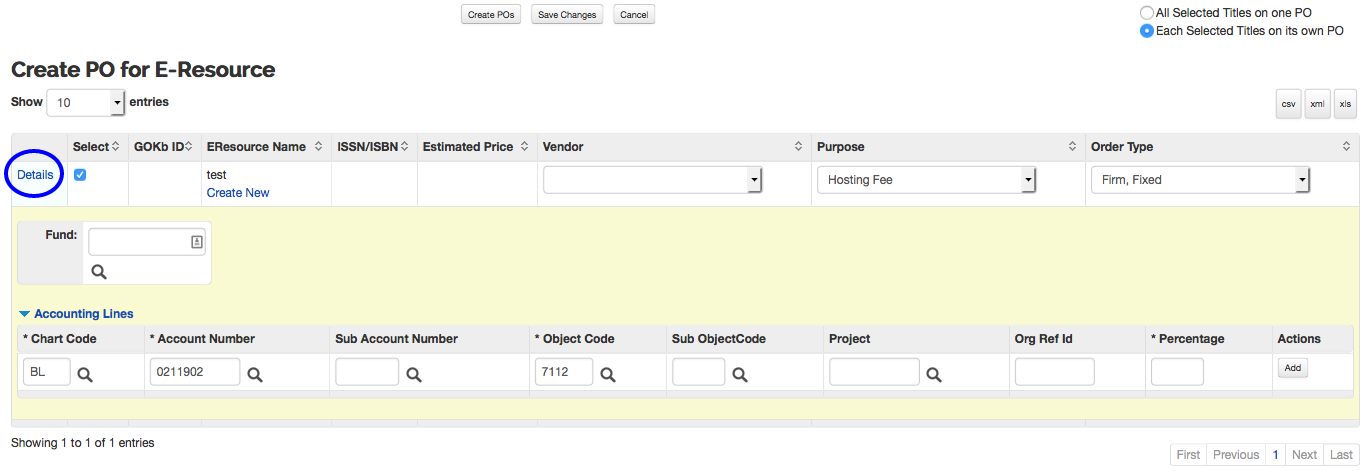 Create POs Save Changes Cancel
All Selected Titles on one PO
Each Selected Titles on its own PO
Create PO for E-Resource
Show 10 entries
csv xml xls
Select GOKb ID EResource Name ISSN/ISBN Estimated Price Vendor Purpose Order Type
Details test Hosting Fee Firm, Fixed
Create New
Fund:
Accounting Lines
* Chart Code * Account Number Sub Account Number * Object Code Sub ObjectCode Project Org Ref Id * Percentage Actions
BL 0211902 7112 Add
Showing 1 to 1 of 1 entries
First Previous 1 Next Last